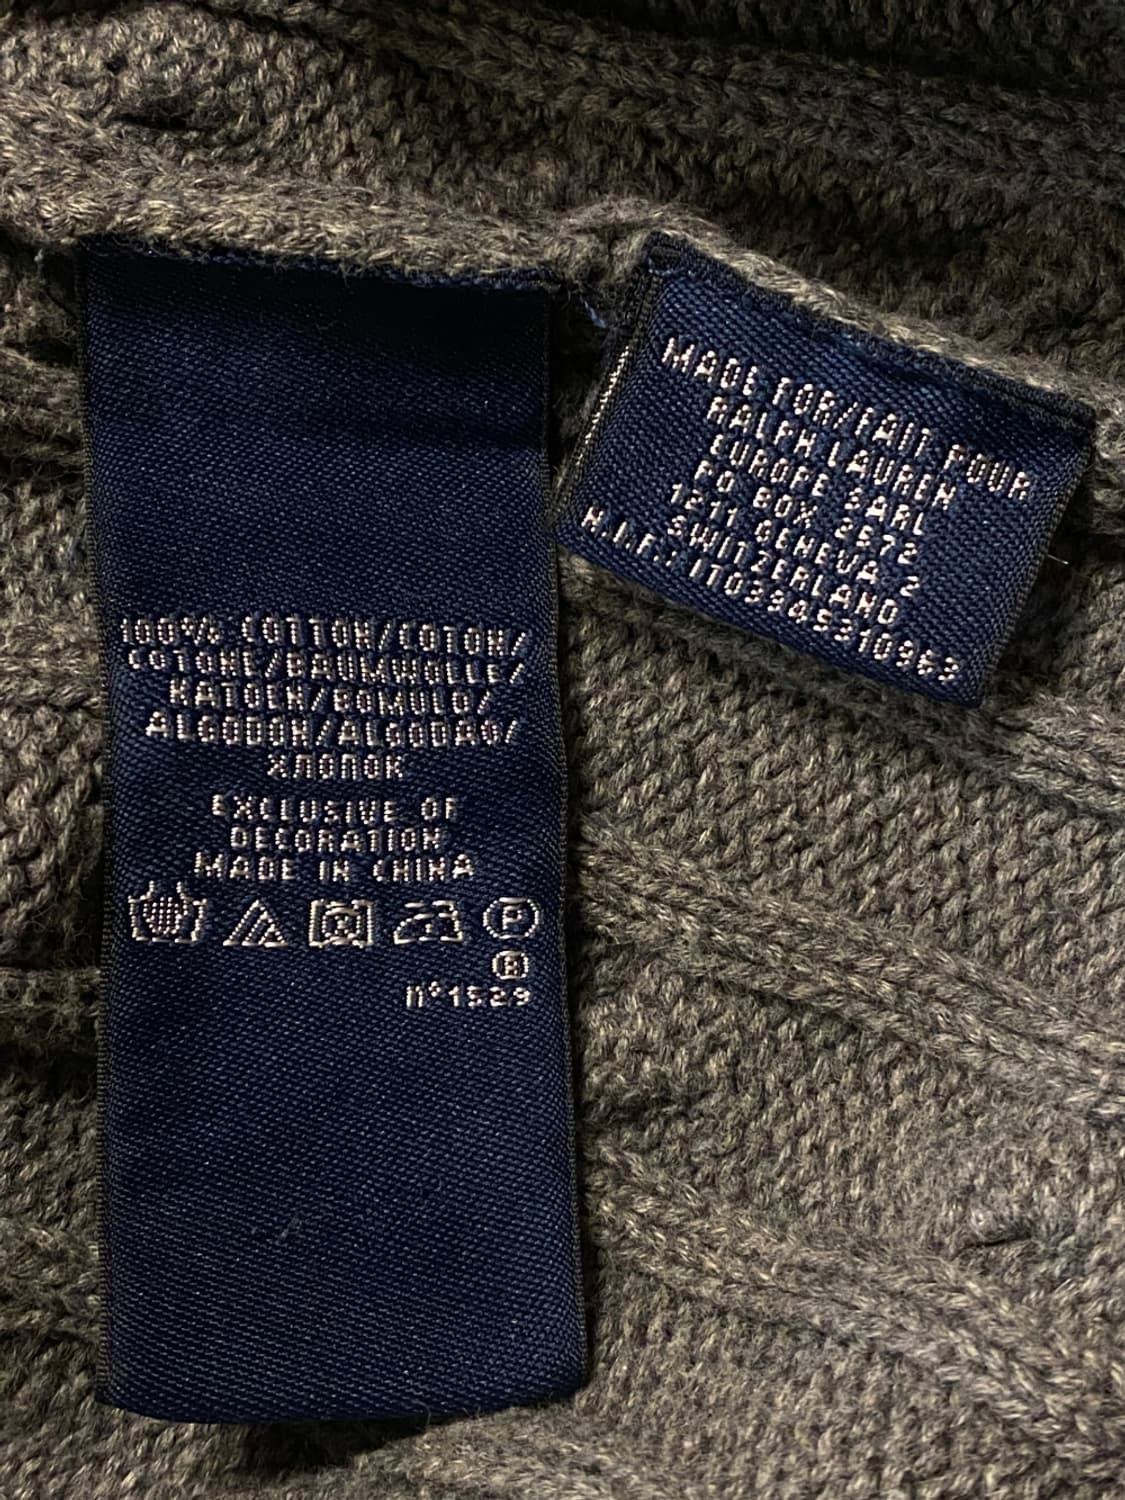 100% COTTON/COTON/
COTONE/BAUMWOLLE/
KATOEN/BOMULD/
ALGODON/ALGODAO/
ХЛОПОК
EXCLUSIVE OF
DECORATION
MADE IN CHINA
P
B
n°1529
MADE FOR/FAIT POUR
RALPH LAUREN
EUROPE SARL
PO BOX 2572
1211 GENEVA 2
SWITZERLAND
N.I.F.: IT09945910963